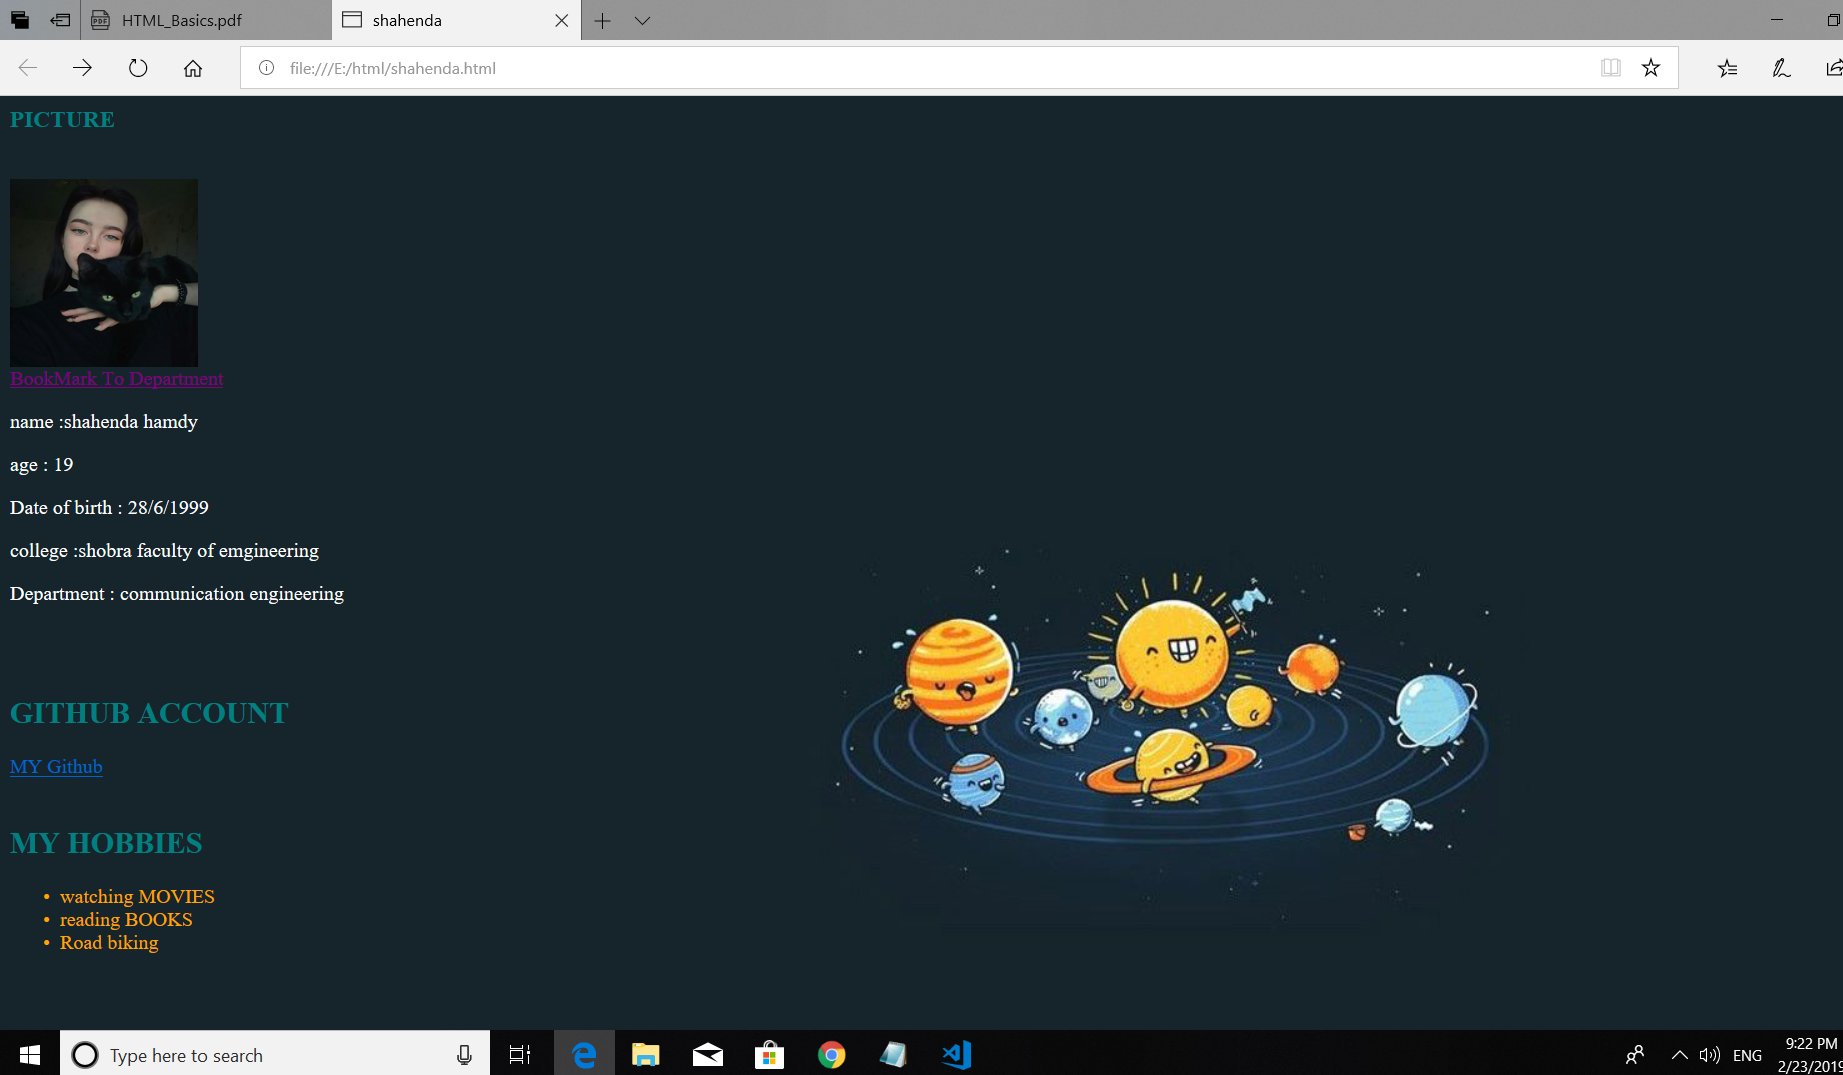 HTML_Basics.pdf
shahenda
file:///E:/html/shahenda.html
PICTURE
BookMark To Department
name :shahenda hamdy
age : 19
Date of birth : 28/6/1999
college :shobra faculty of emgineering
Department : communication engineering
GITHUB ACCOUNT
MY Github
MY HOBBIES
• watching MOVIES
• reading BOOKS
• Road biking
Type here to search
ENG
9:22 PM
2/23/2019